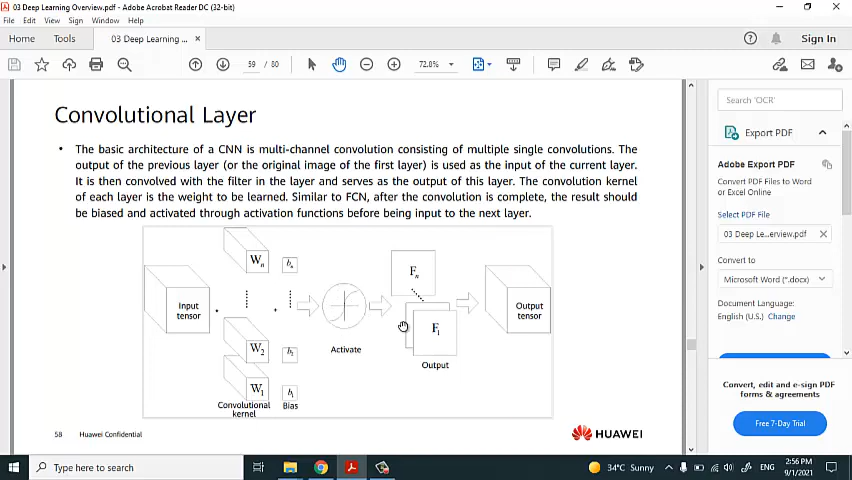 03 Deep Learning Overview.pdf - Adobe Acrobat Reader DC (32-bit)
File Edit View Sign Window Help
Home Tools 03 Deep Learning ... × Sign In
59 / 80 72.8%
Convolutional Layer
• The basic architecture of a CNN is multi-channel convolution consisting of multiple single convolutions. The
output of the previous layer (or the original image of the first layer) is used as the input of the current layer.
It is then convolved with the filter in the layer and serves as the output of this layer. The convolution kernel
of each layer is the weight to be learned. Similar to FCN, after the convolution is complete, the result should
be biased and activated through activation functions before being input to the next layer.
Wn bn
Fn
Input
tensor
Output
tensor
F1
W2 b2
Activate
Output
W1 b1
Convolutional
kernel
Bias
58 Huawei Confidential
HUAWEI
Search 'OCR'
Export PDF
Adobe Export PDF
Convert PDF Files to Word
or Excel Online
Select PDF File
03 Deep Le...erview.pdf ×
Convert to
Microsoft Word (*.docx)
Document Language:
English (U.S.) Change
Convert, edit and e-sign PDF
forms & agreements
Free 7-Day Trial
Type here to search
34°C Sunny
ENG
2:56 PM
9/1/2021